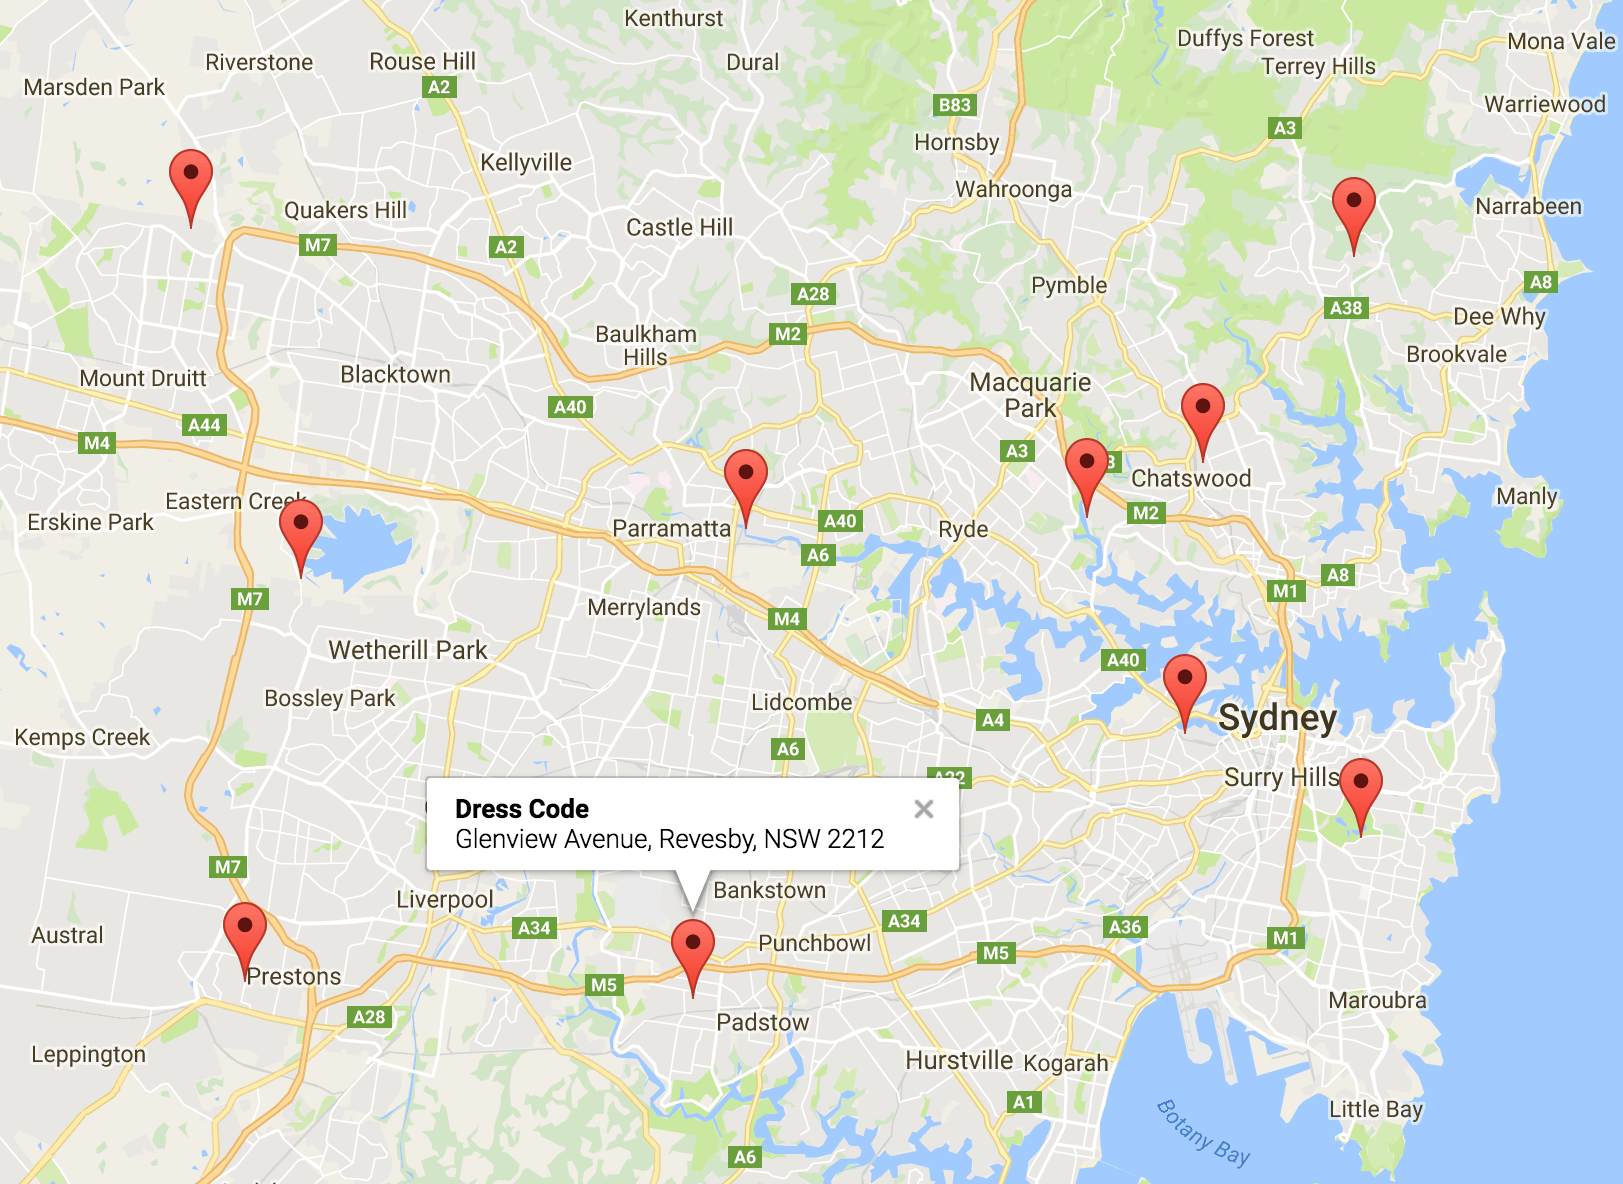 Kenthurst
Duffys Forest
Mona Vale
Riverstone
Rouse Hill
Dural
Terrey Hills
Marsden Park
A2
B83
Warriewood
A3
Hornsby
Kellyville
Wahroonga
Quakers Hill
Narrabeen
Castle Hill
M7
A2
Pymble
A8
A28
A38
Dee Why
Baulkham
Hills
M2
Brookvale
Mount Druitt
Blacktown
Macquarie
Park
A40
A44
M4
A3
3
Chatswood
Eastern Creek
Manly
Erskine Park
Parramatta
A40
Ryde
M2
A6
A8
M7
M1
Merrylands
M4
Wetherill Park
A40
Bossley Park
Lidcombe
A4
Sydney
Kemps Creek
A6
A22
Surry Hills
Dress Code
Glenview Avenue, Revesby, NSW 2212
M7
Liverpool
Bankstown
A34
A34
A36
Austral
Punchbowl
M5
M1
Prestons
M5
Maroubra
A28
Padstow
Leppington
Hurstville
Kogarah
A1
Little Bay
Botany Bay
A6